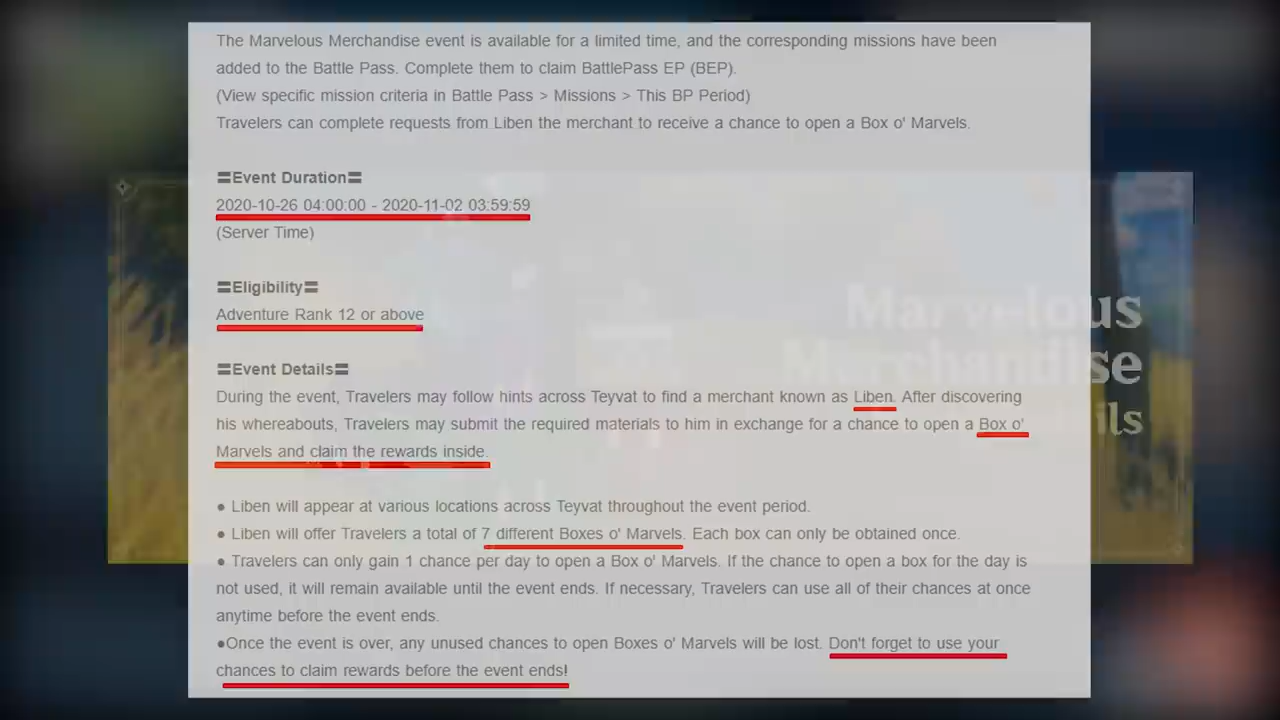 The Marvelous Merchandise event is available for a limited time, and the corresponding missions have been
added to the Battle Pass. Complete them to claim BattlePass EP (BEP).
(View specific mission criteria in Battle Pass > Missions > This BP Period)
Travelers can complete requests from Liben the merchant to receive a chance to open a Box o' Marvels.
〓Event Duration〓
2020-10-26 04:00:00 - 2020-11-02 03:59:59
(Server Time)
〓Eligibility〓
Adventure Rank 12 or above
〓Event Details〓
During the event, Travelers may follow hints across Teyvat to find a merchant known as Liben. After discovering
his whereabouts, Travelers may submit the required materials to him in exchange for a chance to open a Box o'
Marvels and claim the rewards inside.
● Liben will appear at various locations across Teyvat throughout the event period.
● Liben will offer Travelers a total of 7 different Boxes o' Marvels. Each box can only be obtained once.
● Travelers can only gain 1 chance per day to open a Box o' Marvels. If the chance to open a box for the day is
not used, it will remain available until the event ends. If necessary, Travelers can use all of their chances at once
anytime before the event ends.
●Once the event is over, any unused chances to open Boxes o' Marvels will be lost. Don't forget to use your
chances to claim rewards before the event ends!
Marvelous
Merchandise